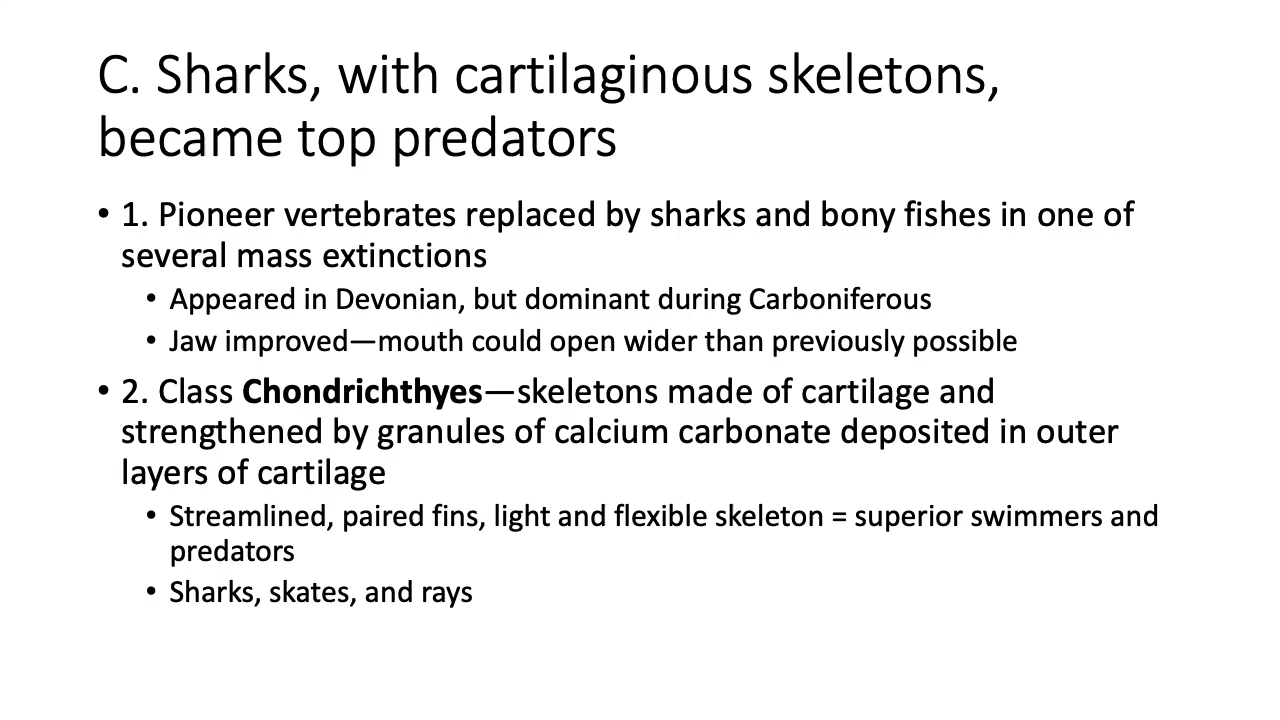 C. Sharks, with cartilaginous skeletons,
became top predators
• 1. Pioneer vertebrates replaced by sharks and bony fishes in one of
several mass extinctions
• Appeared in Devonian, but dominant during Carboniferous
• Jaw improved—mouth could open wider than previously possible
• 2. Class Chondrichthyes—skeletons made of cartilage and
strengthened by granules of calcium carbonate deposited in outer
layers of cartilage
• Streamlined, paired fins, light and flexible skeleton = superior swimmers and
predators
• Sharks, skates, and rays